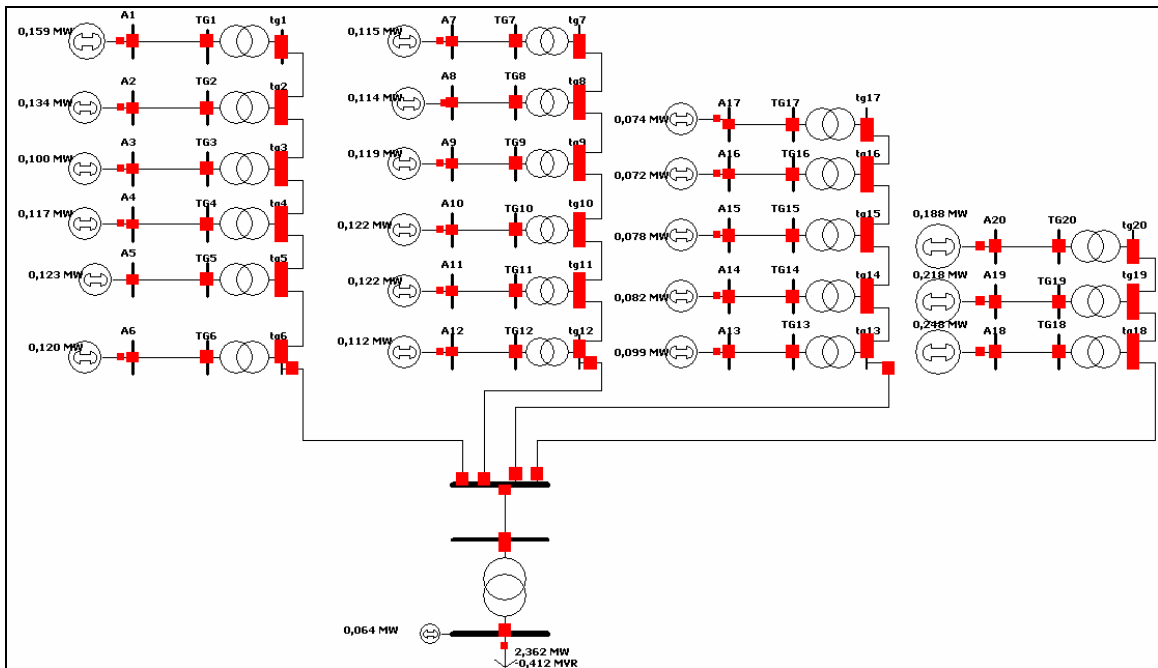 A1 TG1 tg1
0,159 MW
A2 TG2 tg2
0,134 MW
A3 TG3 tg3
0,100 MW
A4 TG4 tg4
0,117 MW
A5 TG5 tg5
0,123 MW
A6 TG6 tg6
0,120 MW
A7 TG7 tg7
0,115 MW
A8 TG8 tg8
0,114 MW
A9 TG9 tg9
0,119 MW
A10 TG10 tg10
0,122 MW
A11 TG11 tg11
0,122 MW
A12 TG12 tg12
0,112 MW
A17 TG17 tg17
0,074 MW
A16 TG16 tg16
0,072 MW
A15 TG15 tg15
0,078 MW
A14 TG14 tg14
0,082 MW
A13 TG13 tg13
0,099 MW
0,188 MW
A20 TG20 tg20
0,218 MW
A19 TG19 tg19
0,248 MW
A18 TG18 tg18
0,064 MW
2,362 MW
-0,412 MVR